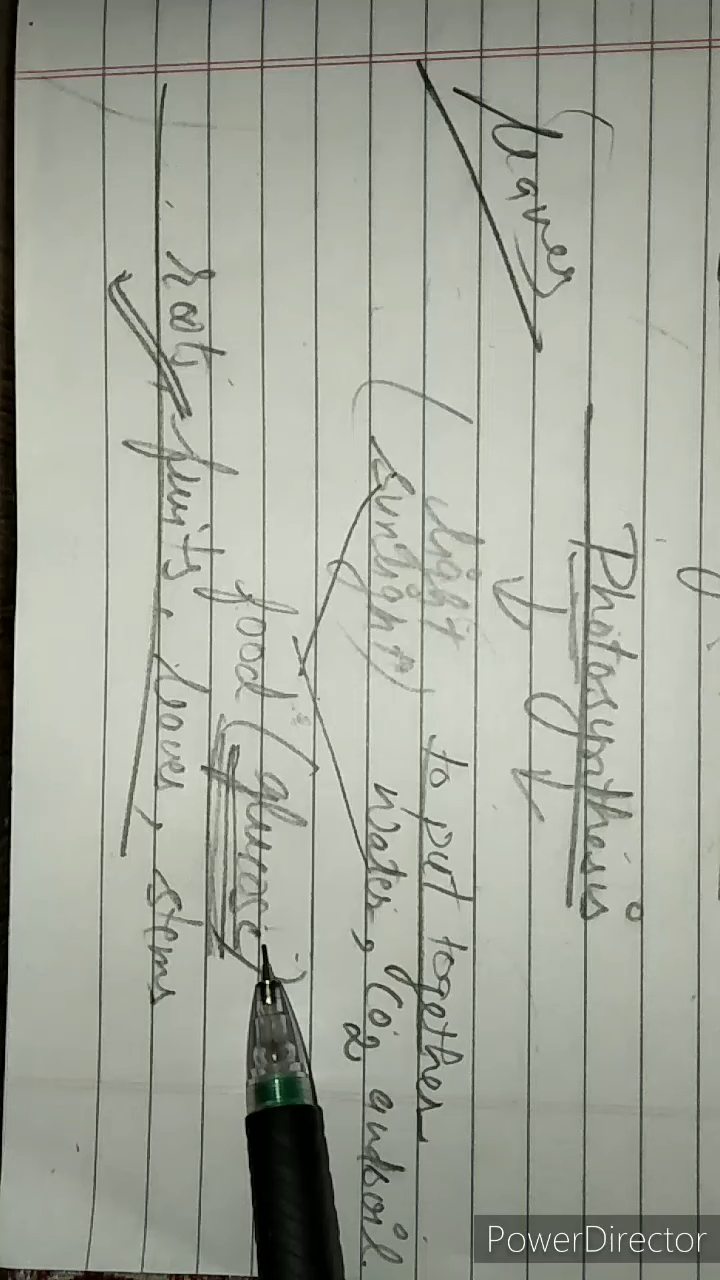 Photosynthesis
Leaves
light to put together
(sunlight) water, CO2 and soil
food (glucose)
roots, fruits, leaves, stems
PowerDirector